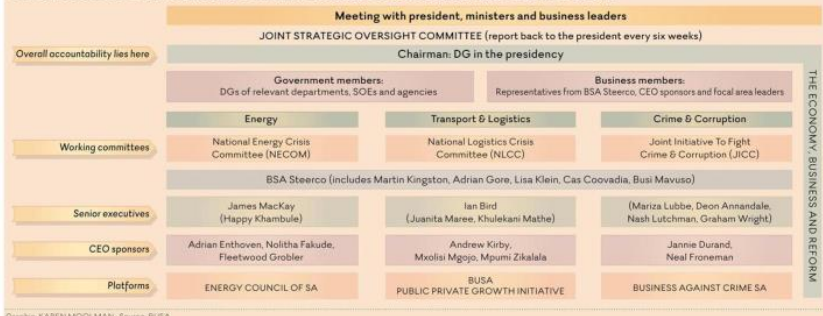 Meeting with president, ministers and business leaders
JOINT STRATEGIC OVERSIGHT COMMITTEE (report back to the president every six weeks)
Overall accountability lies here
Chairman: DG in the presidency
Government members:
DGs of relevant departments, SOEs and agencies
Business members:
Representatives from BSA Steerco, CEO sponsors and focal area leaders
THE ECONOMY, BUSINESS AND REFORM
Energy
Transport & Logistics
Crime & Corruption
Working committees
National Energy Crisis
Committee (NECOM)
National Logistics Crisis
Committee (NLCC)
Joint Initiative To Fight
Crime & Corruption (JICC)
BSA Steerco (includes Martin Kingston, Adrian Gore, Lisa Klein, Cas Coovadia, Busi Mavuso)
Senior executives
James MacKay
(Happy Khambule)
Ian Bird
(Juanita Maree, Khulekani Mathe)
(Mariza Lubbe, Deon Annandale,
Nash Lutchman, Graham Wright)
CEO sponsors
Adrian Enthoven, Nolitha Fakude,
Fleetwood Grobler
Andrew Kirby,
Mxolisi Mgojo, Mpumi Zikalala
Jannie Durand,
Neal Froneman
Platforms
ENERGY COUNCIL OF SA
BUSA
PUBLIC PRIVATE GROWTH INITIATIVE
BUSINESS AGAINST CRIME SA